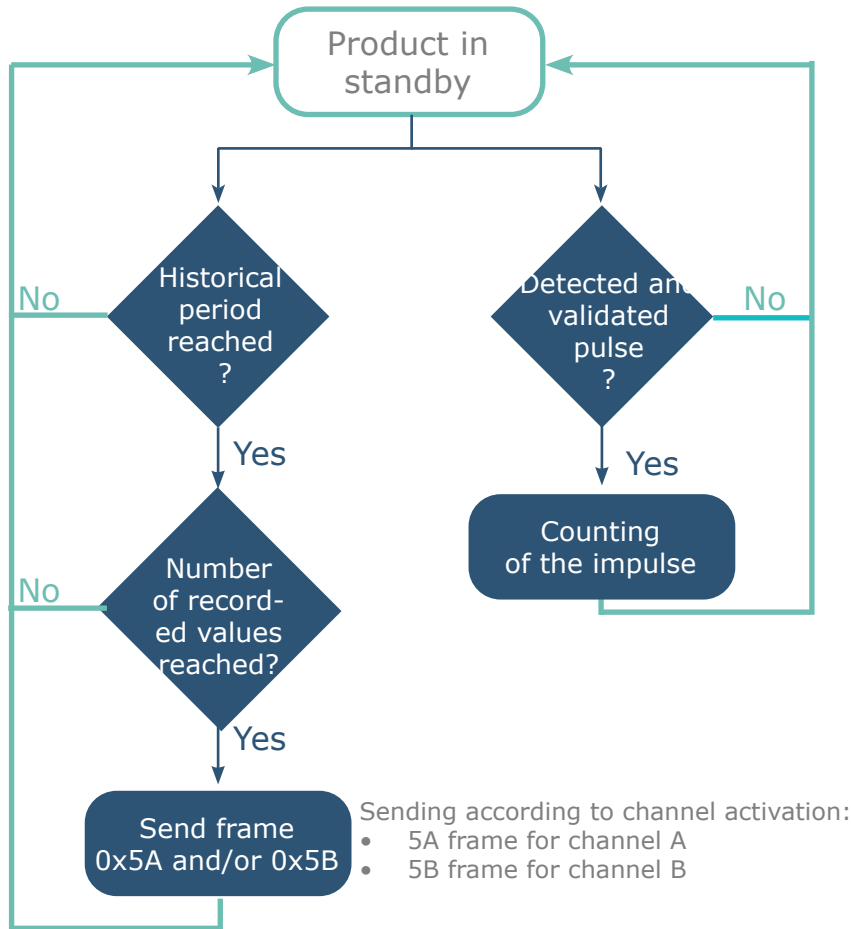 Product in
standby
Historical
period
reached
?
No
Detected and
validated
pulse
?
No
Yes
Yes
Counting
of the impulse
Number
of record-
ed values
reached?
No
Yes
Send frame
0x5A and/or 0x5B
Sending according to channel activation:
• 5A frame for channel A
• 5B frame for channel B